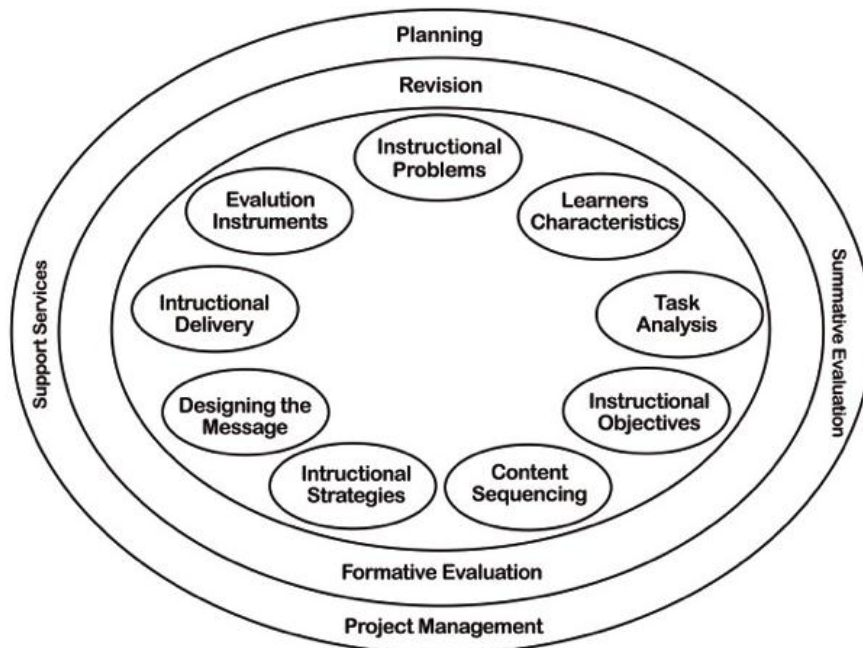 Planning
Revision
Instructional
Problems
Evalution
Instruments
Learners
Characteristics
Intructional
Delivery
Task
Analysis
Support Services
Summative Evaluation
Designing the
Message
Instructional
Objectives
Intructional
Strategies
Content
Sequencing
Formative Evaluation
Project Management